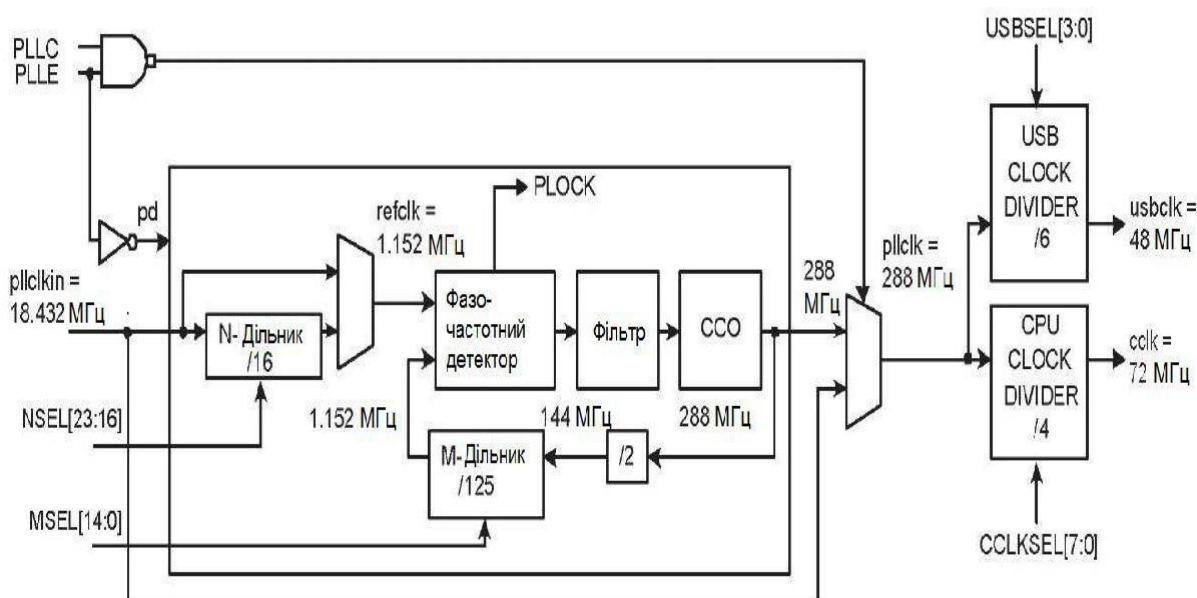 PLLC
PLLE
USBSEL[3:0]
USB
CLOCK
DIVIDER
/6
usbclk =
48 МГц
PLOCK
pd
refclk =
1.152 МГц
pllclkin =
18.432 МГц
N- Дільник
/16
Фазо-
частотний
детектор
Фільтр
CCO
288
МГц
pllclk =
288 МГц
CPU
CLOCK
DIVIDER
/4
cclk =
72 МГц
NSEL[23:16]
1.152 МГц
144 МГц
288 МГц
M- Дільник
/125
/2
MSEL[14:0]
CCLKSEL[7:0]